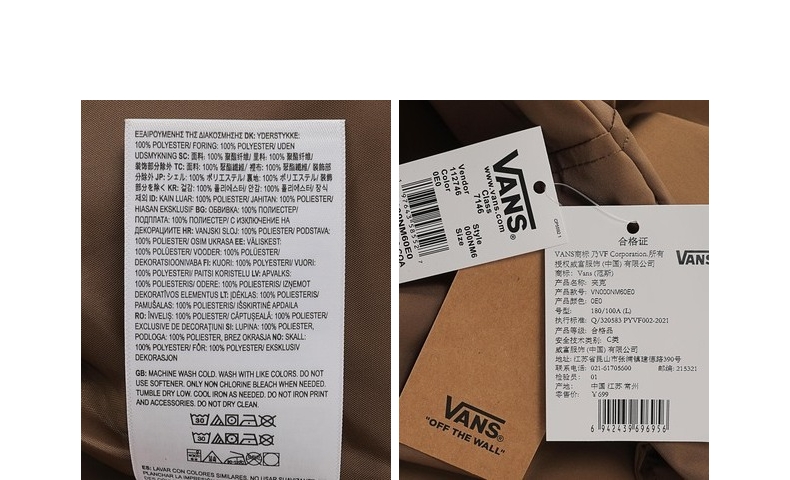 ΕΞΑΙΡΟΥΜΕΝΗΣ ΤΗΣ ΔΙΑΚΟΣΜΗΣΗΣ DK: YDERSTYKKE:
100% POLYESTER/ FORING: 100% POLYESTER/ UDEN
UDSMYKNING SC: 面料: 100% 聚酯纤维/ 里料: 100% 聚酯纤维/
装饰部分除外 TC: 面料: 100% 聚酯纖維/ 裡布: 100% 聚酯纖維/ 裝飾部
分除外 JP: シェル: 100% ポリエステル/ 裏地: 100% ポリエステル/ 装飾
部分を除く KR: 겉감: 100% 폴리에스터/ 안감: 100% 폴리에스터/ 장식
제외 ID: KAIN LUAR: 100% POLIESTER/ JAHITAN: 100% POLIESTER/
HIASAN EKSKLUSIF BG: ОБВИВКА: 100% ПОЛИЕСТЕР/
ПОДПЛАТА: 100% ПОЛИЕСТЕР/ С ИЗКЛЮЧЕНИЕ НА
ДЕКОРАЦИИТЕ HR: VANJSKI SLOJ: 100% POLIESTER/ PODSTAVA:
100% POLIESTER/ OSIM UKRASA EE: VÄLISKEST:
100% POLÜESTER/ VOODER: 100% POLÜESTER/
DEKORATSIOONIVABA FI: KUORI: 100% POLYESTERI/ VUORI:
100% POLYESTERI/ PAITSI KORISTELU LV: APVALKS:
100% POLIESTERIS/ ODERE: 100% POLIESTERIS/ IZŅEMOT
DEKORATĪVOS ELEMENTUS LT: ĮDĖKLAS: 100% POLIESTERIS/
PAMUŠALAS: 100% POLIESTERIS/ IŠSKIRTINĖ APDAILA
RO: ÎNVELIŞ: 100% POLIESTER/ CĂPTUŞEALĂ: 100% POLIESTER/
EXCLUSIVE DE DECORAŢIUNI SI: LUPINA: 100% POLIESTER,
PODLOGA: 100% POLIESTER, BREZ OKRASJA NO: SKALL:
100% POLYESTER/ FÔR: 100% POLYESTER/ EKSKLUSIV
DEKORASJON
GB: MACHINE WASH COLD. WASH WITH LIKE COLORS. DO NOT
USE SOFTENER. ONLY NON CHLORINE BLEACH WHEN NEEDED.
TUMBLE DRY LOW. COOL IRON AS NEEDED. DO NOT IRON PRINT
AND ACCESSORIES. DO NOT DRY CLEAN.
30
30
30
ES: LAVAR CON COLORES SIMILARES.
VANS
www.vans.com
Class
7146
Vendor
112746
Color
0E0
Style
000NM6
Size
VANS
"OFF THE WALL"
合格证
VANS商标 乃VF Corporation.所有
授权威富服饰 (中国) 有限公司
商标: Vans (范斯)
产品名称: 夹克
产品款号: VN000NM60E0
产品颜色: 0E0
号型: 180/100A (L)
执行标准: Q/320583 PYVF002-2021
产品等级: 合格品
安全技术类别: C类
威富服饰 (中国) 有限公司
地址: 江苏省昆山市张浦镇建德路390号
联系电话: 021-61705600 邮编: 215321
检验员: 01
产地: 中国 江苏 常州
零售价: ￥699
6 942439 696956
VANS